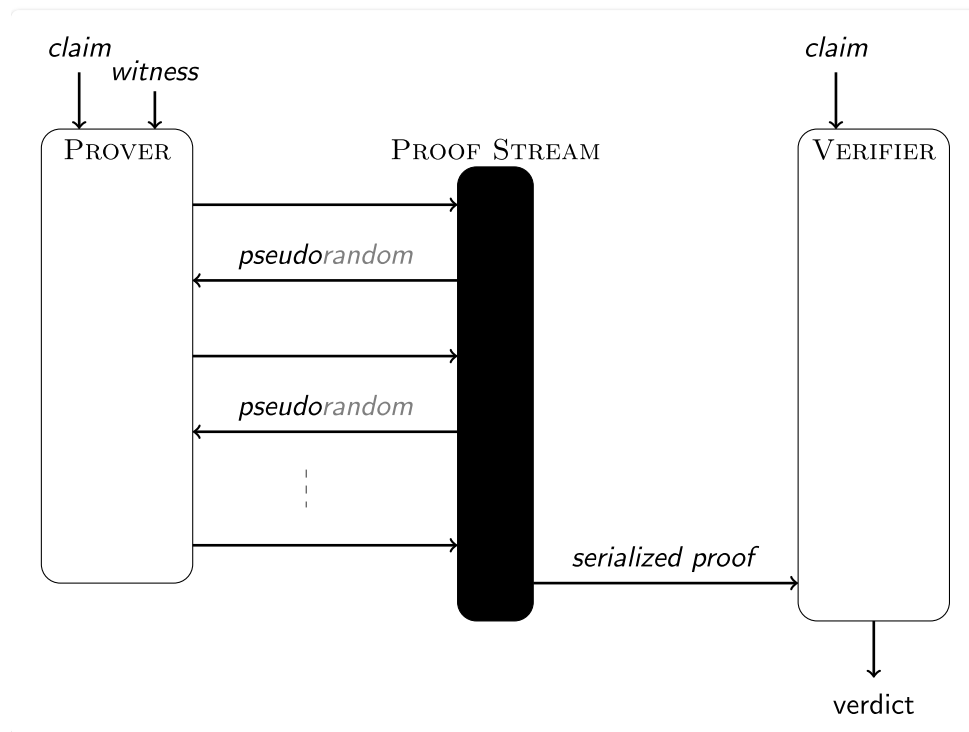 claim
witness
claim
PROVER
PROOF STREAM
VERIFIER
pseudorandom
pseudorandom
serialized proof
verdict